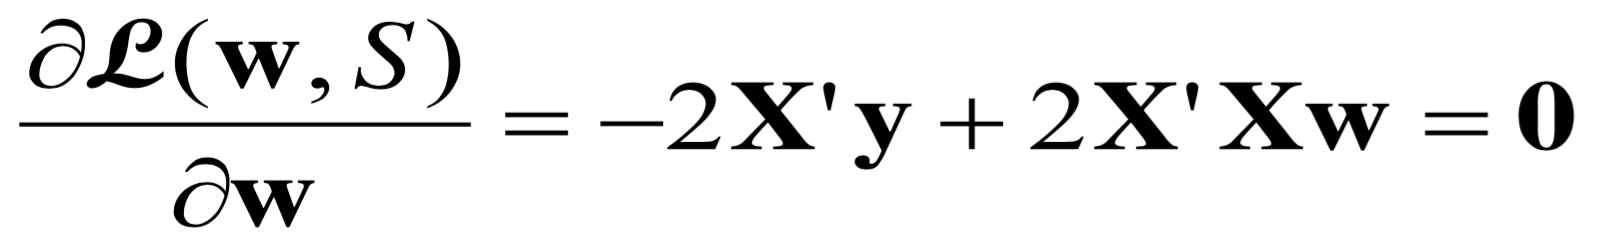 ∂ℒ(w, S)/∂w = −2X'y + 2X'Xw = 0